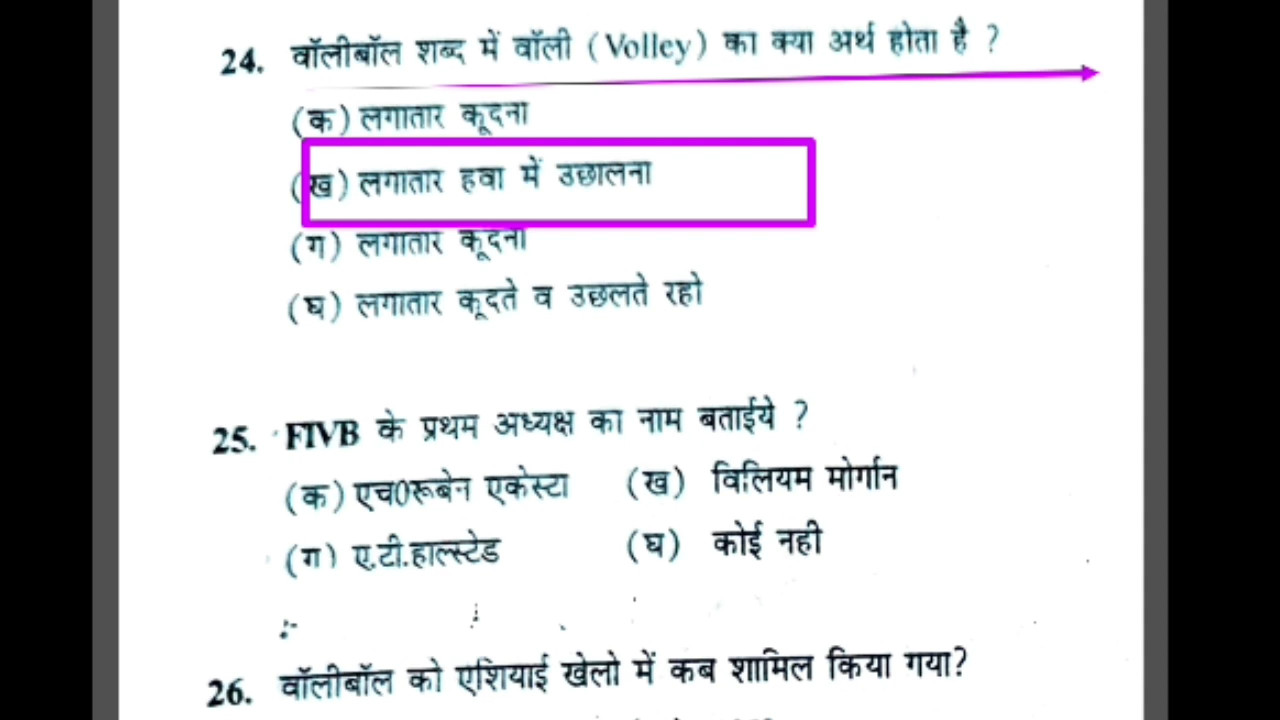 24. वॉलीबॉल शब्द में वॉली (Volley) का क्या अर्थ होता है ?
(क) लगातार कूदना
(ख) लगातार हवा में उछालना
(ग) लगातार कूदना
(घ) लगातार कूदते व उछलते रहो
25. FIVB के प्रथम अध्यक्ष का नाम बताईये ?
(क) एच0रूबेन एकेस्टा (ख) विलियम मोर्गान
(ग) ए.टी.हाल्स्टेड (घ) कोई नही
26. वॉलीबॉल को एशियाई खेलो में कब शामिल किया गया?